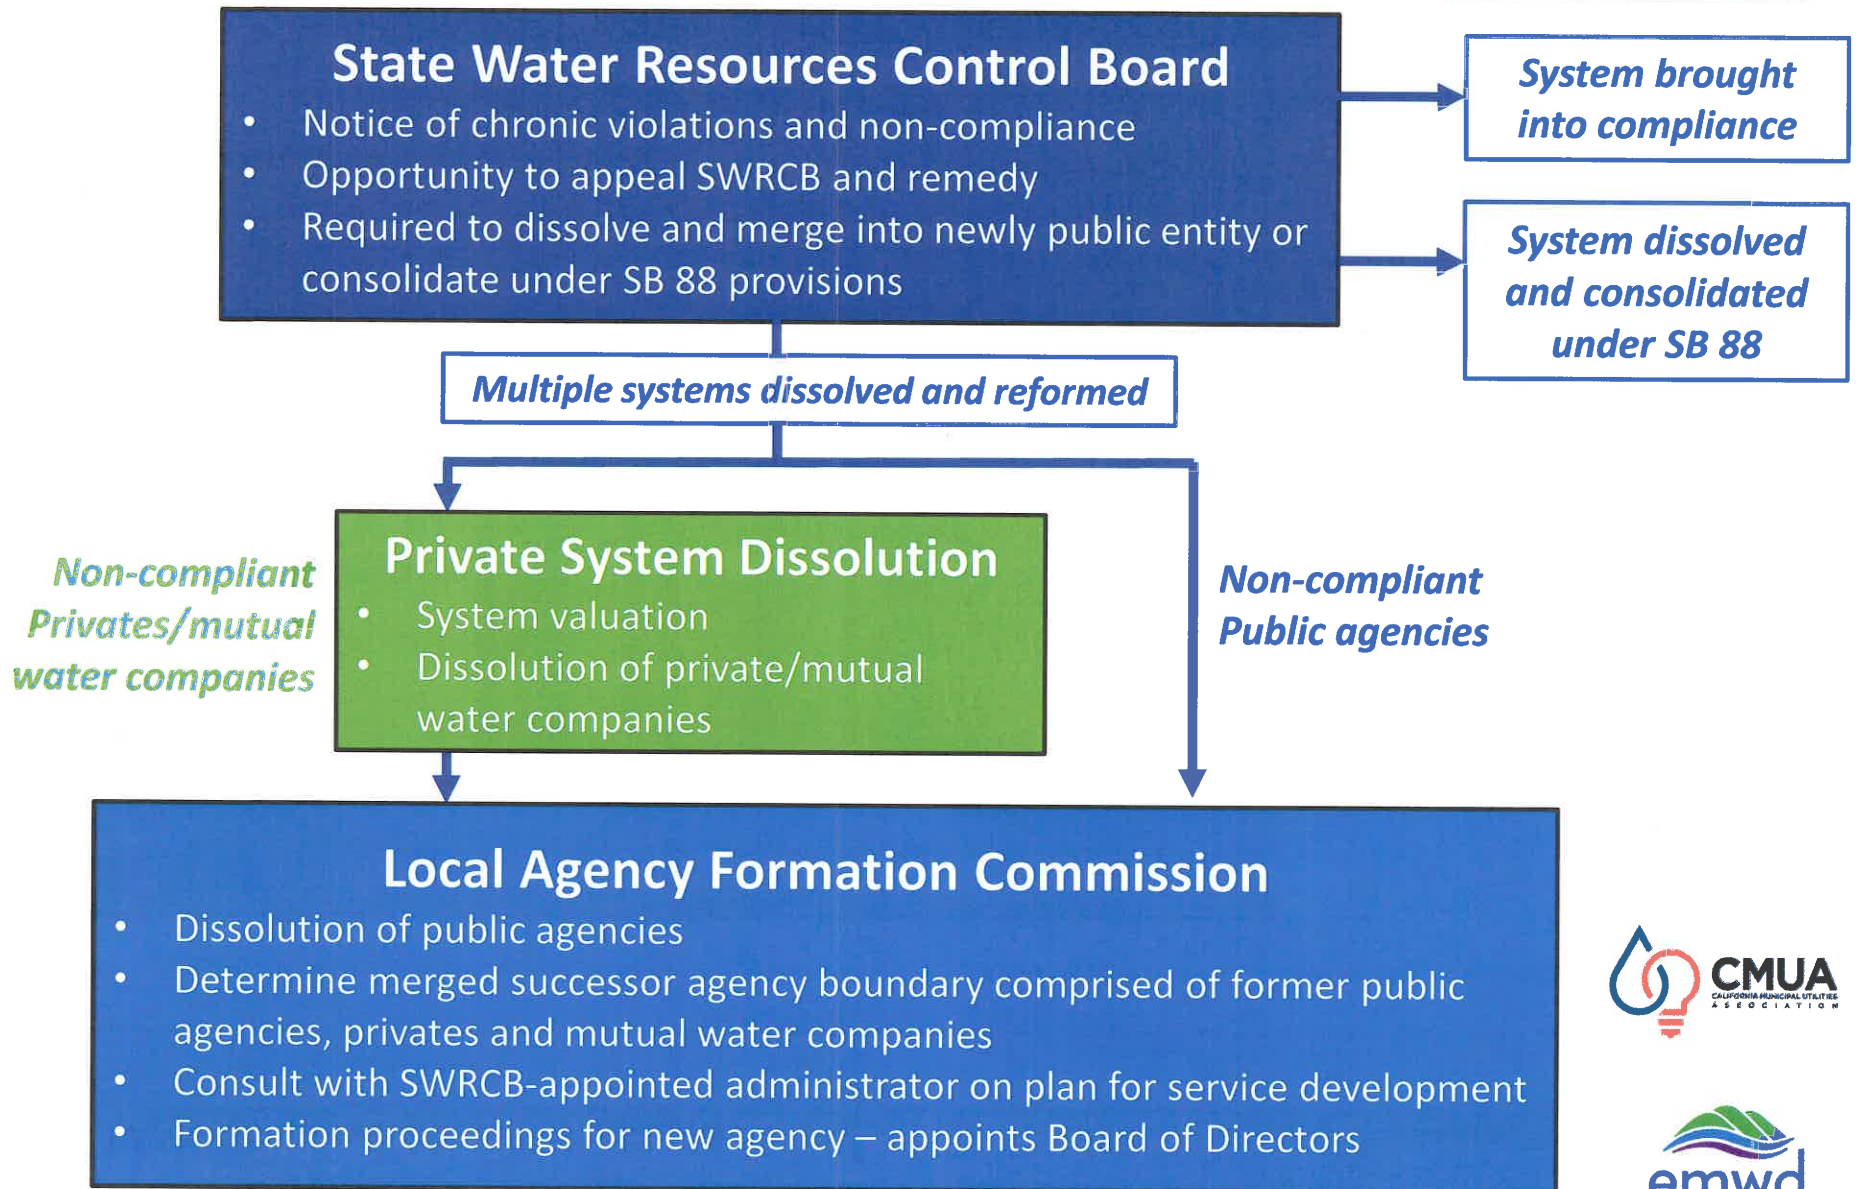 State Water Resources Control Board
• Notice of chronic violations and non-compliance
• Opportunity to appeal SWRCB and remedy
• Required to dissolve and merge into newly public entity or
consolidate under SB 88 provisions
System brought
into compliance
System dissolved
and consolidated
under SB 88
Multiple systems dissolved and reformed
Non-compliant
Privates/mutual
water companies
Private System Dissolution
• System valuation
• Dissolution of private/mutual
water companies
Non-compliant
Public agencies
Local Agency Formation Commission
• Dissolution of public agencies
• Determine merged successor agency boundary comprised of former public
agencies, privates and mutual water companies
• Consult with SWRCB-appointed administrator on plan for service development
• Formation proceedings for new agency – appoints Board of Directors
CMUA
CALIFORNIA MUNICIPAL UTILITIES
ASSOCIATION
emwd